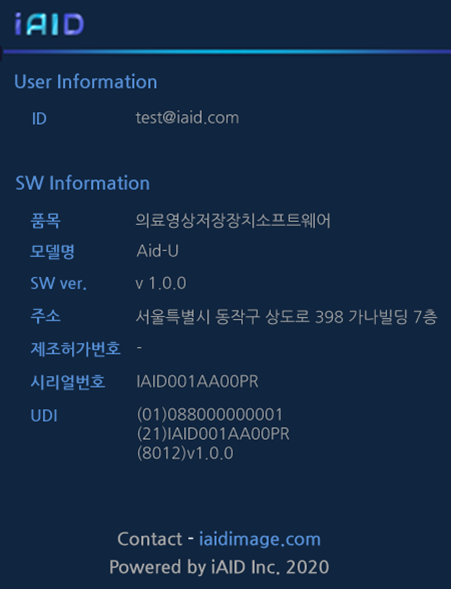 iAID
User Information
ID test@iaid.com
SW Information
품목 의료영상저장장치소프트웨어
모델명 Aid-U
SW ver. v 1.0.0
주소 서울특별시 동작구 상도로 398 가나빌딩 7층
제조허가번호 -
시리얼번호 IAID001AA00PR
UDI (01)088000000001
(21)IAID001AA00PR
(8012)v1.0.0
Contact - iaidimage.com
Powered by iAID Inc. 2020